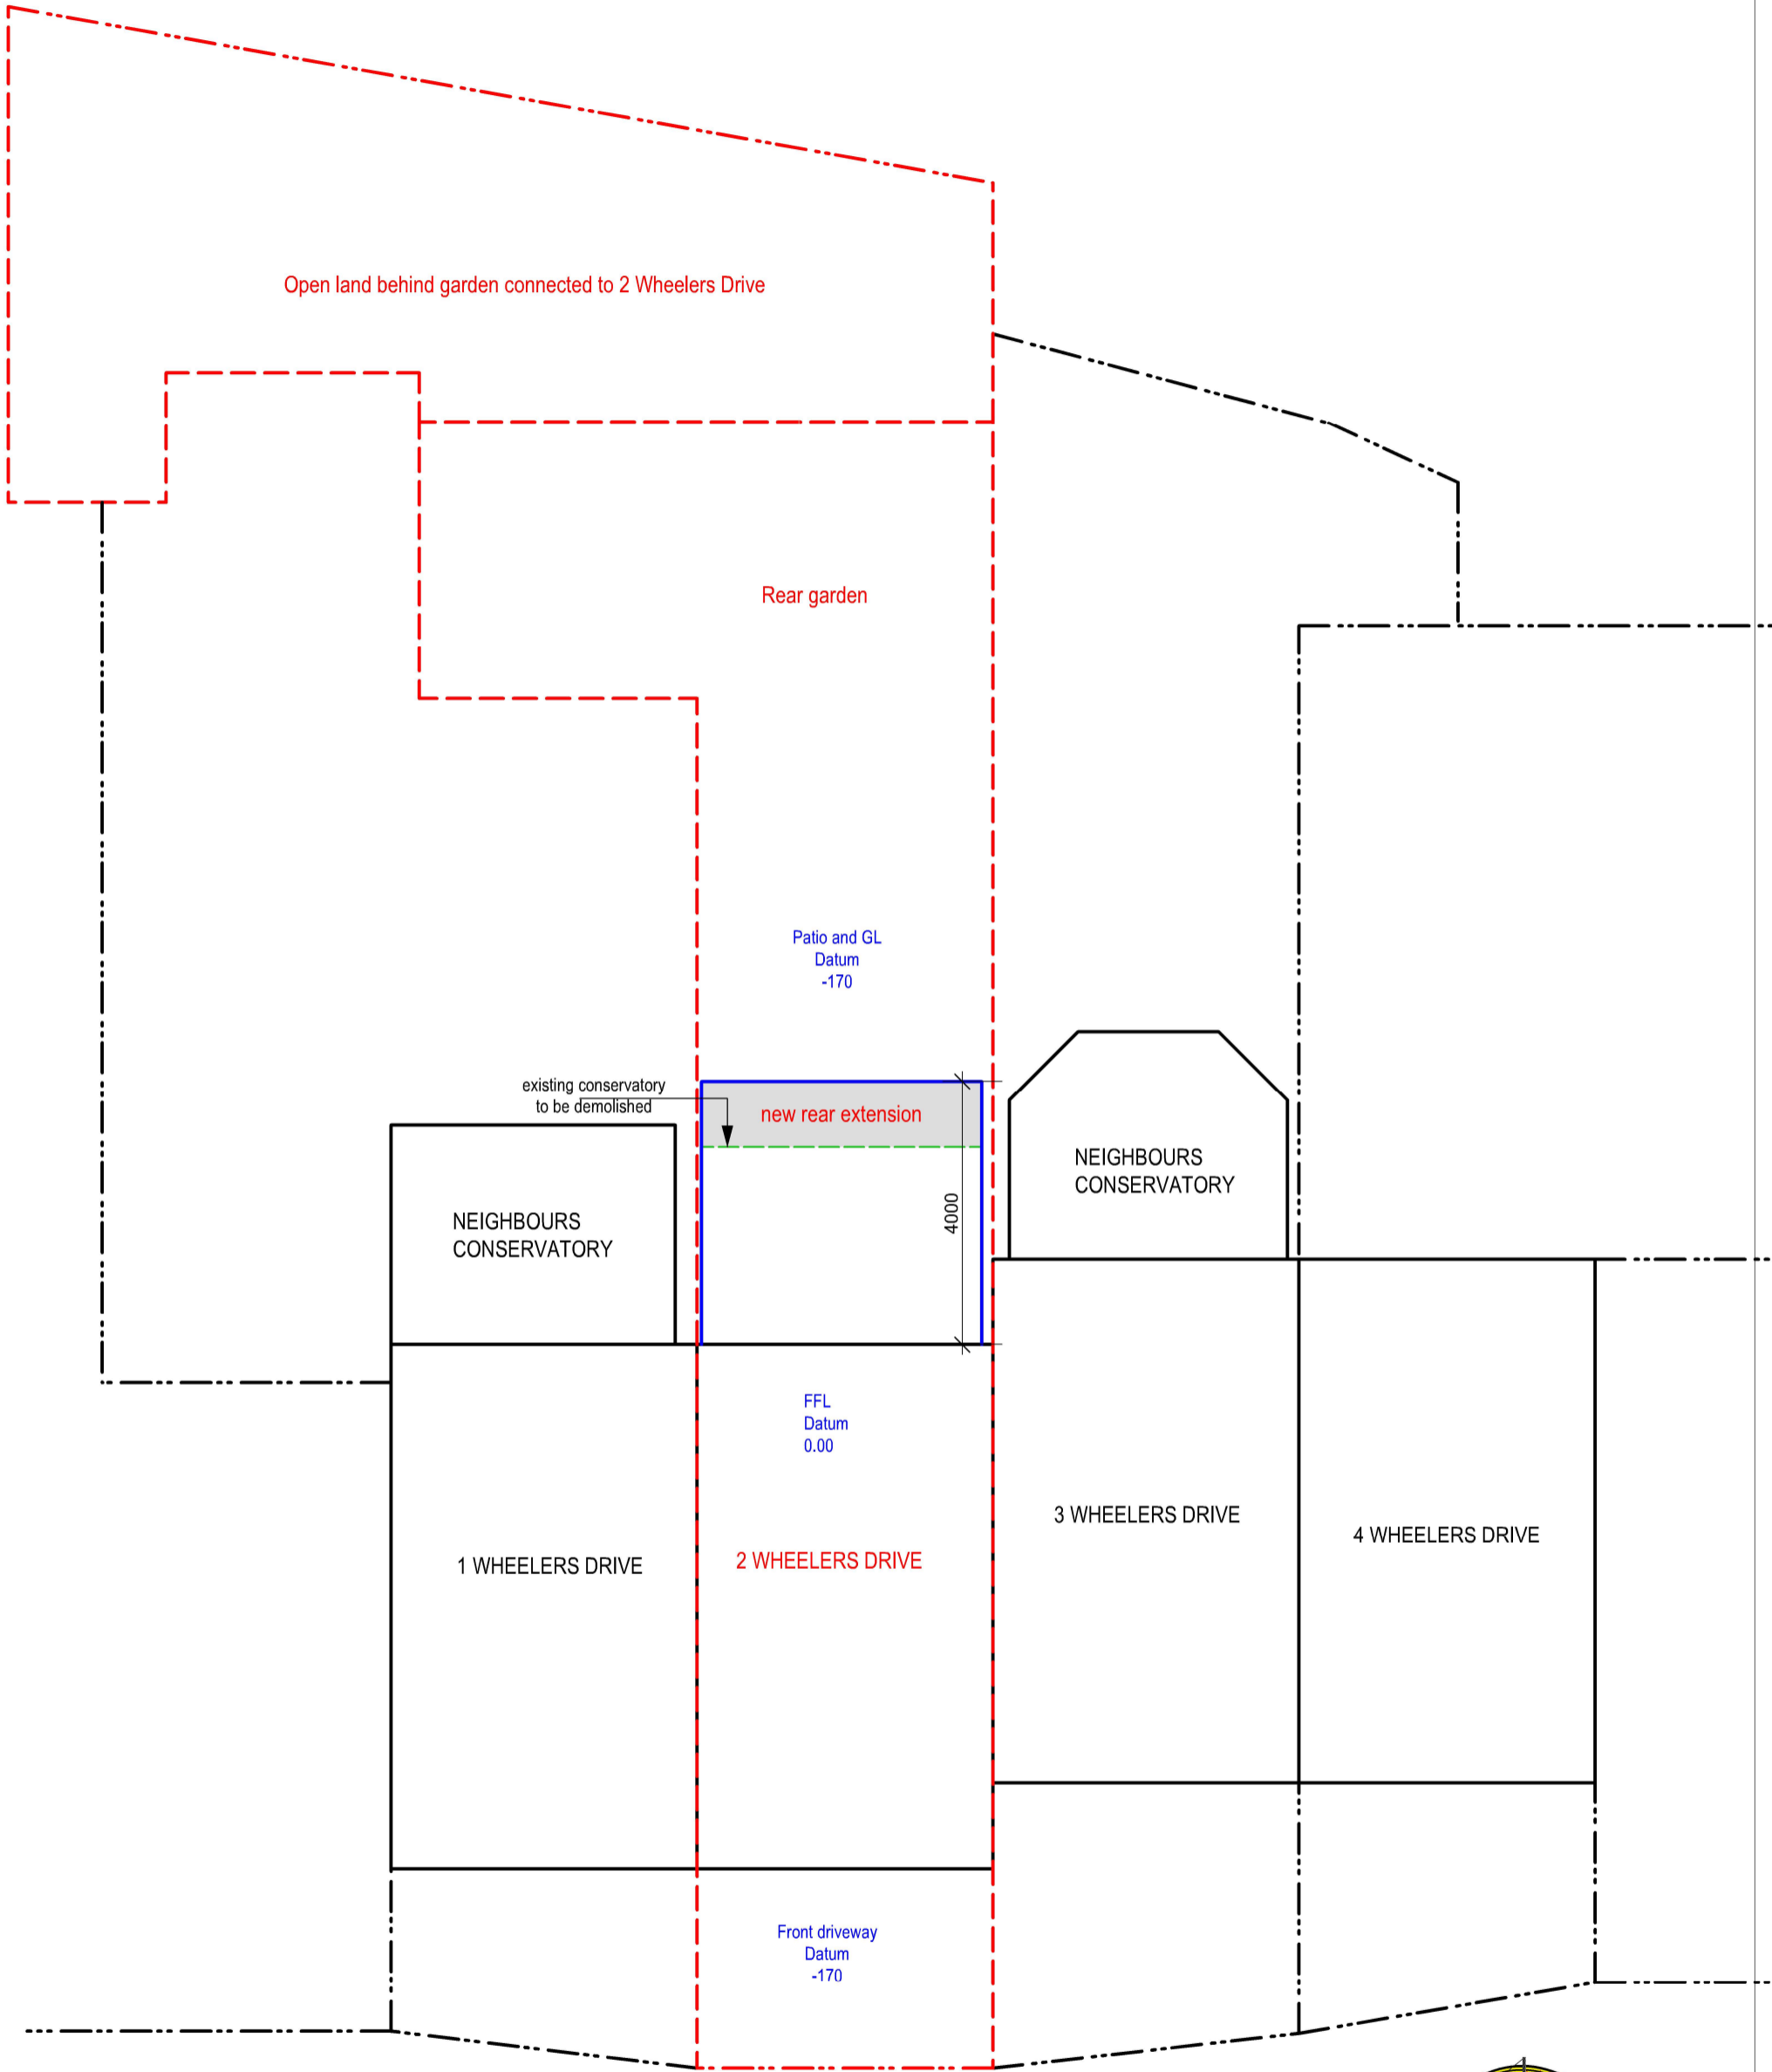 Open land behind garden connected to 2 Wheelers Drive
Rear garden
Patio and GL
Datum
-170
existing conservatory
to be demolished
new rear extension
NEIGHBOURS
CONSERVATORY
NEIGHBOURS
CONSERVATORY
4000
FFL
Datum
0.00
1 WHEELERS DRIVE
2 WHEELERS DRIVE
3 WHEELERS DRIVE
4 WHEELERS DRIVE
Front driveway
Datum
-170